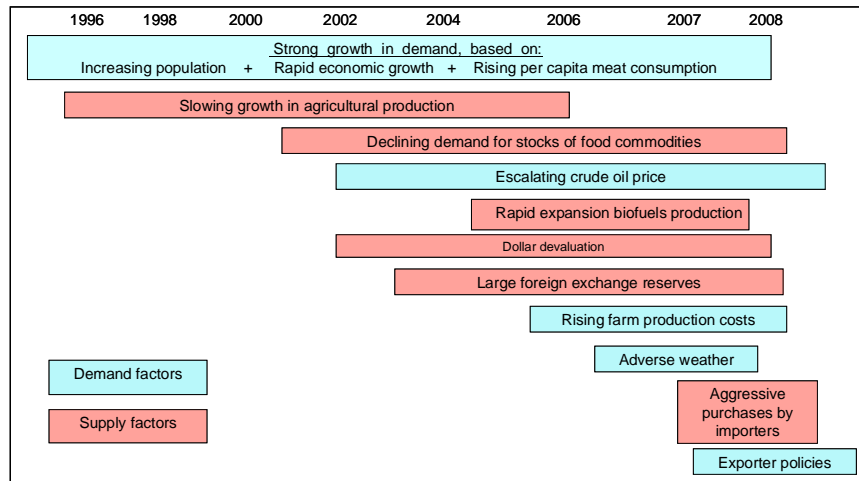 1996 1998 2000 2002 2004 2006 2007 2008
Strong growth in demand, based on:
Increasing population + Rapid economic growth + Rising per capita meat consumption
Slowing growth in agricultural production
Declining demand for stocks of food commodities
Escalating crude oil price
Rapid expansion biofuels production
Dollar devaluation
Large foreign exchange reserves
Rising farm production costs
Adverse weather
Demand factors
Aggressive
purchases by
importers
Supply factors
Exporter policies